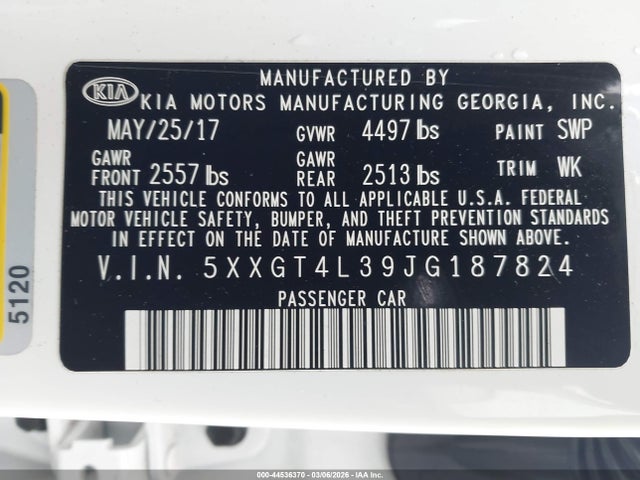 KIA
MANUFACTURED BY
KIA MOTORS MANUFACTURING GEORGIA, INC.
MAY/25/17 GVWR 4497 lbs PAINT SWP
GAWR FRONT 2557 lbs GAWR REAR 2513 lbs TRIM WK
THIS VEHICLE CONFORMS TO ALL APPLICABLE U.S.A. FEDERAL
MOTOR VEHICLE SAFETY, BUMPER, AND THEFT PREVENTION STANDARDS
IN EFFECT ON THE DATE OF MANUFACTURE SHOWN ABOVE.
V.I.N. 5XXGT4L39JG187824
PASSENGER CAR
5120
000-44536370 | 03/06/2026 - IAA, Inc.